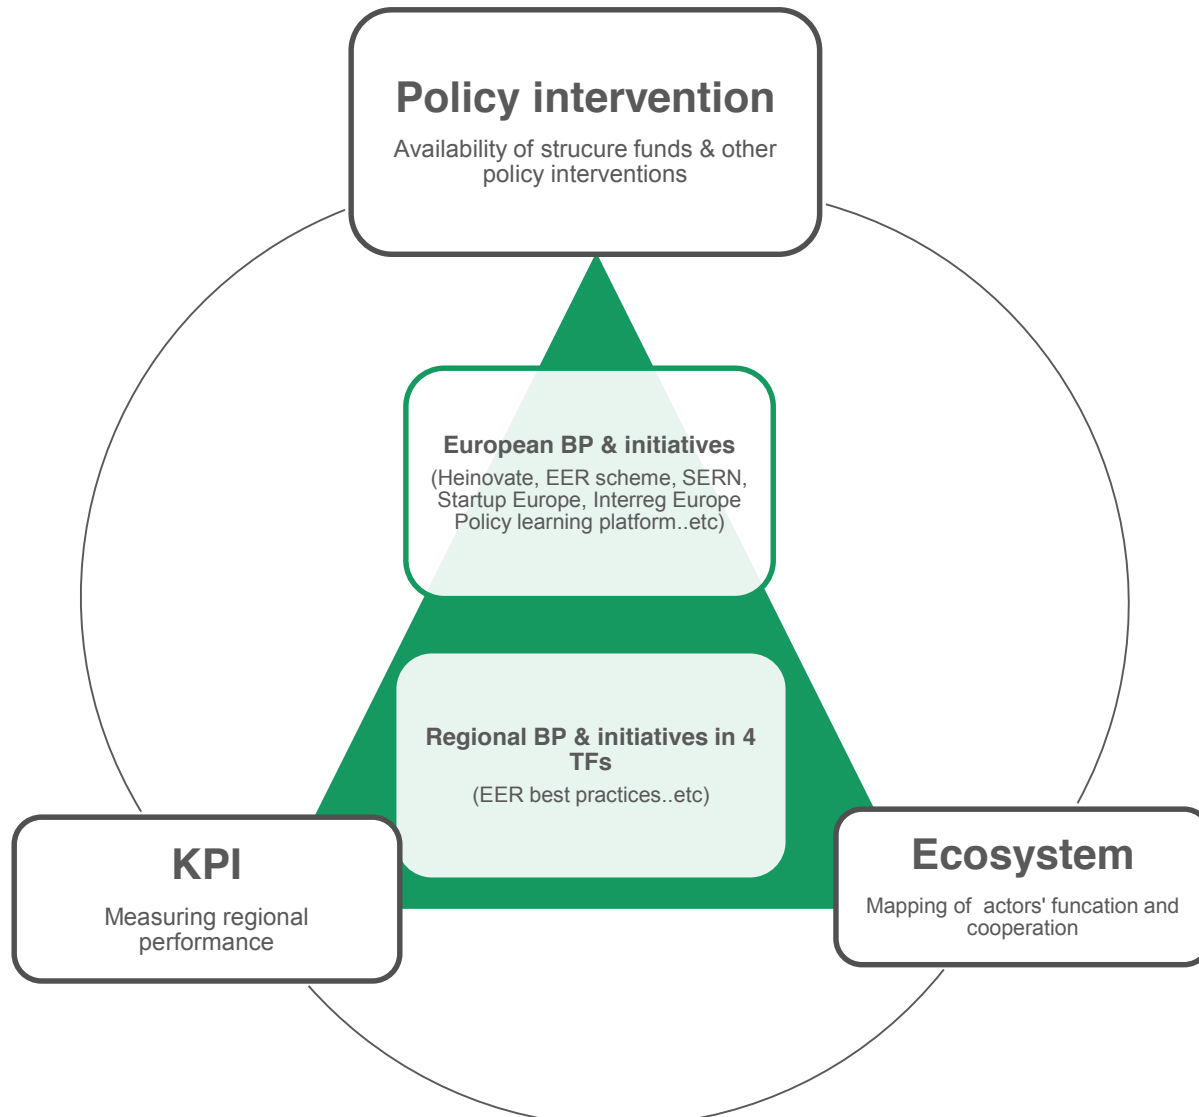 Policy intervention
Availability of strucure funds & other
policy interventions
European BP & initiatives
(Heinovate, EER scheme, SERN,
Startup Europe, Interreg Europe
Policy learning platform..etc)
Regional BP & initiatives in 4
TFs
(EER best practices..etc)
KPI
Measuring regional
performance
Ecosystem
Mapping of  actors' funcation and
cooperation